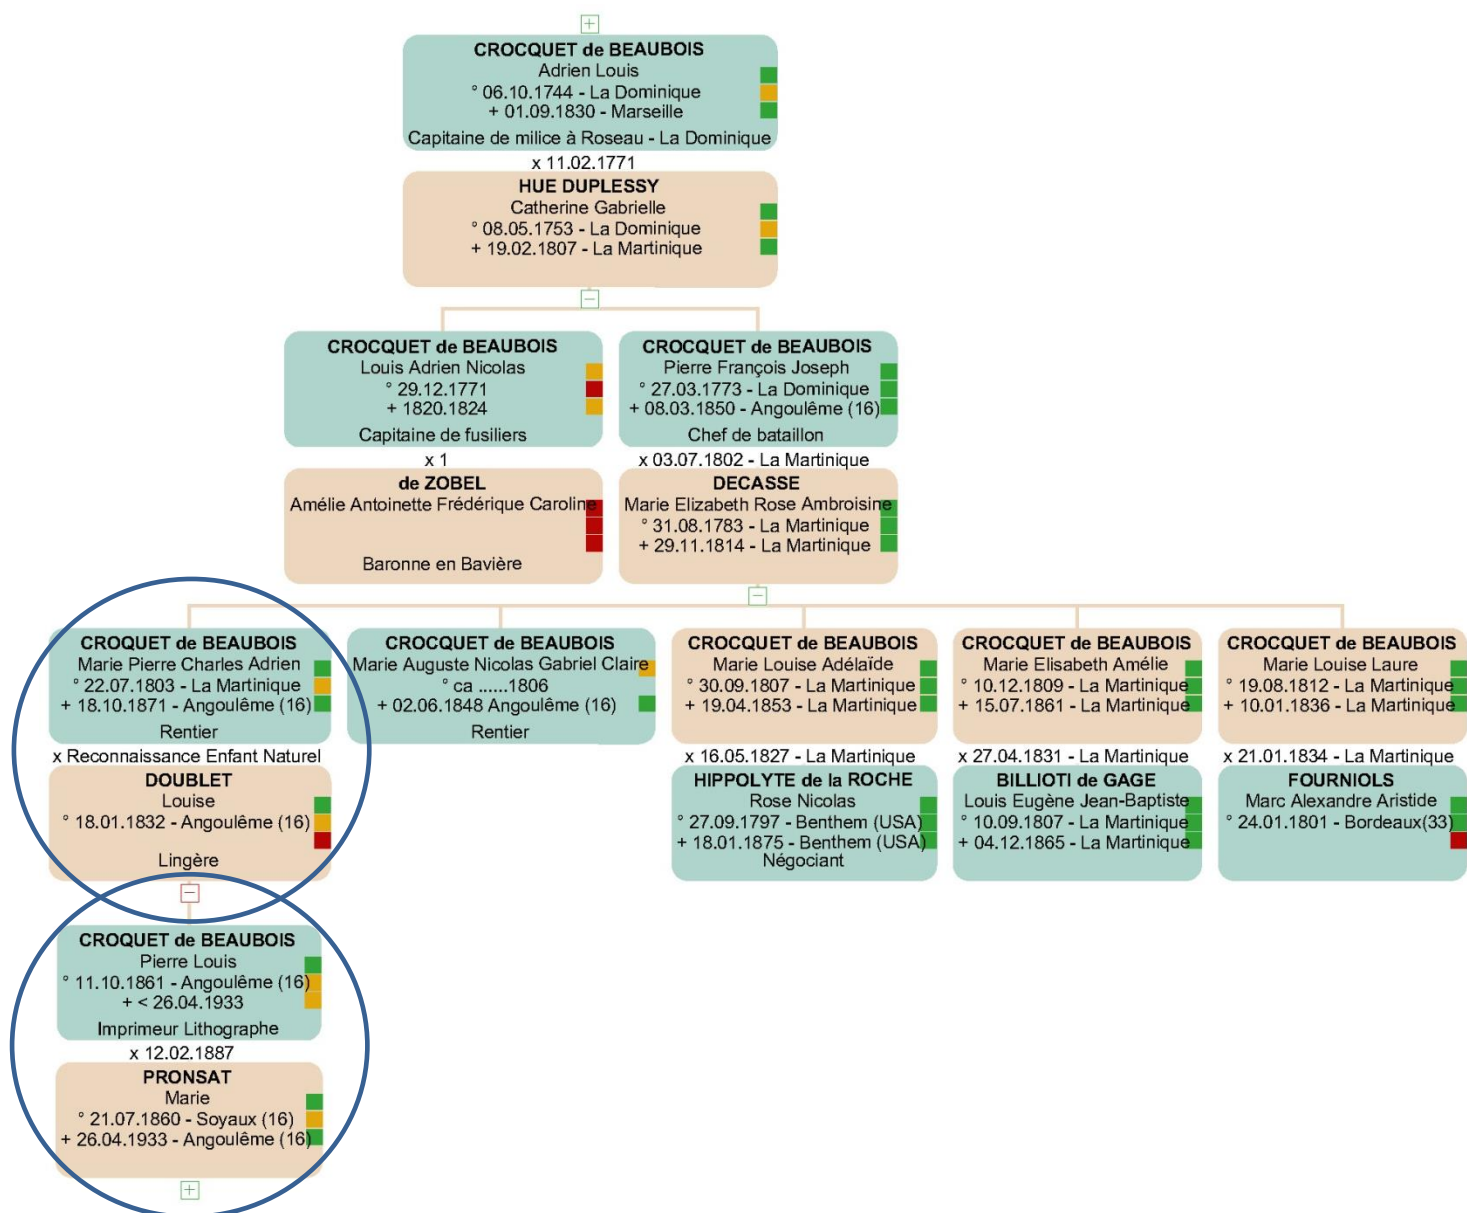 CROCQUET de BEAUBOIS
Adrien Louis
° 06.10.1744 - La Dominique
+ 01.09.1830 - Marseille
Capitaine de milice à Roseau - La Dominique
x 11.02.1771
HUE DUPLESSY
Catherine Gabrielle
° 08.05.1753 - La Dominique
+ 19.02.1807 - La Martinique
CROCQUET de BEAUBOIS
Louis Adrien Nicolas
° 29.12.1771
+ 1820.1824
Capitaine de fusiliers
x 1
de ZOBEL
Amélie Antoinette Frédérique Caroline
Baronne en Bavière
CROCQUET de BEAUBOIS
Pierre François Joseph
° 27.03.1773 - La Dominique
+ 08.03.1850 - Angoulême (16)
Chef de bataillon
x 03.07.1802 - La Martinique
DECASSE
Marie Elizabeth Rose Ambroisine
° 31.08.1783 - La Martinique
+ 29.11.1814 - La Martinique
CROQUET de BEAUBOIS
Marie Pierre Charles Adrien
° 22.07.1803 - La Martinique
+ 18.10.1871 - Angoulême (16)
Rentier
x Reconnaissance Enfant Naturel
DOUBLET
Louise
° 18.01.1832 - Angoulême (16)
Lingère
CROCQUET de BEAUBOIS
Marie Auguste Nicolas Gabriel Claire
° ca ......1806
+ 02.06.1848 Angoulême (16)
Rentier
CROCQUET de BEAUBOIS
Marie Louise Adélaïde
° 30.09.1807 - La Martinique
+ 19.04.1853 - La Martinique
x 16.05.1827 - La Martinique
HIPPOLYTE de la ROCHE
Rose Nicolas
° 27.09.1797 - Benthem (USA)
+ 18.01.1875 - Benthem (USA)
Négociant
CROCQUET de BEAUBOIS
Marie Elisabeth Amélie
° 10.12.1809 - La Martinique
+ 15.07.1861 - La Martinique
x 27.04.1831 - La Martinique
BILLIOTI de GAGE
Louis Eugène Jean-Baptiste
° 10.09.1807 - La Martinique
+ 04.12.1865 - La Martinique
CROCQUET de BEAUBOIS
Marie Louise Laure
° 19.08.1812 - La Martinique
+ 10.01.1836 - La Martinique
x 21.01.1834 - La Martinique
FOURNIOLS
Marc Alexandre Aristide
° 24.01.1801 - Bordeaux(33)
CROQUET de BEAUBOIS
Pierre Louis
° 11.10.1861 - Angoulême (16)
+ < 26.04.1933
Imprimeur Lithographe
x 12.02.1887
PRONSAT
Marie
° 21.07.1860 - Soyaux (16)
+ 26.04.1933 - Angoulême (16)